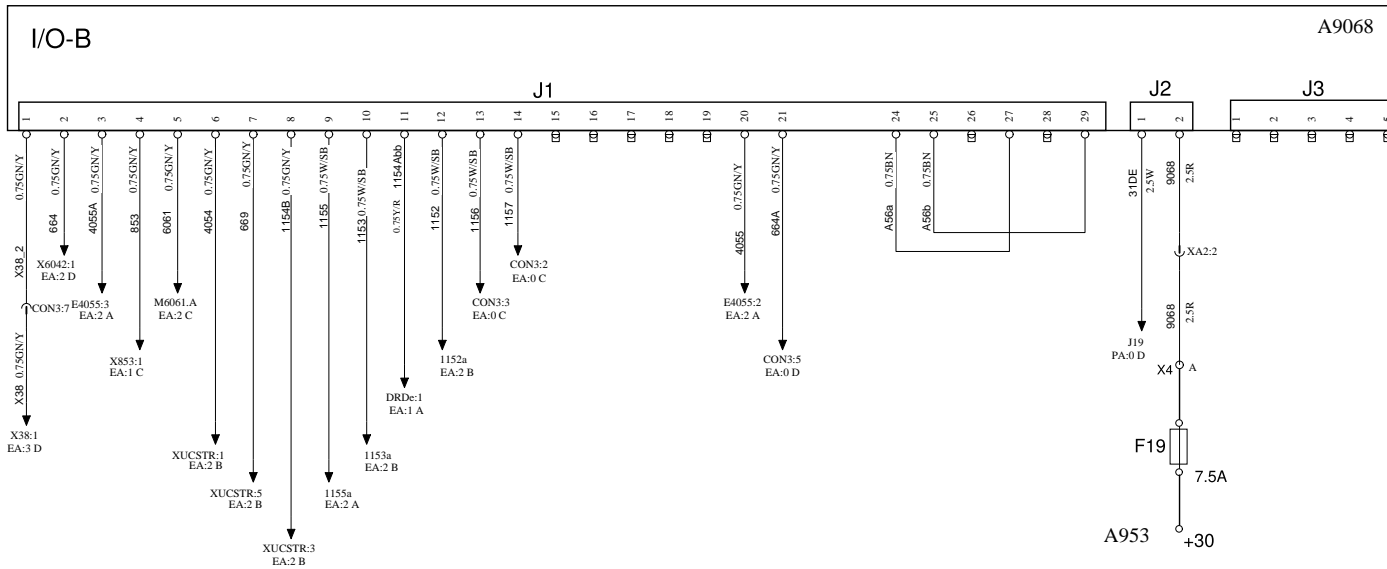 I/O-B
A9068
J1
J2
J3
1 2 3 4 5 6 7 8 9 10 11 12 13 14 15 16 17 18 19 20 21 24 25 26 27 28 29
1 2
1 2 3 4 5
0.75GN/Y
X38_2
CON3:7
X38 0.75GN/Y
X38:1
EA:3 D
664 0.75GN/Y
X6042:1
EA:2 D
4055A 0.75GN/Y
E4055:3
EA:2 A
853 0.75GN/Y
X853:1
EA:1 C
6061 0.75GN/Y
M6061.A
EA:2 C
4054 0.75GN/Y
XUCSTR:1
EA:2 B
669 0.75GN/Y
XUCSTR:5
EA:2 B
1154B 0.75GN/Y
XUCSTR:3
EA:2 B
1155 0.75W/SB
1155a
EA:2 A
1153 0.75W/SB
1153a
EA:2 B
0.75Y/R 1154Abb
DRDe:1
EA:1 A
1152 0.75W/SB
1152a
EA:2 B
1156 0.75W/SB
CON3:3
EA:0 C
1157 0.75W/SB
CON3:2
EA:0 C
4055 0.75GN/Y
E4055:2
EA:2 A
664A 0.75GN/Y
CON3:5
EA:0 D
A56a 0.75BN
A56b 0.75BN
31DE
2.5W
J19
PA:0 D
9068
2.5R
XA2:2
9068
2.5R
X4 A
F19
7.5A
A953
+30